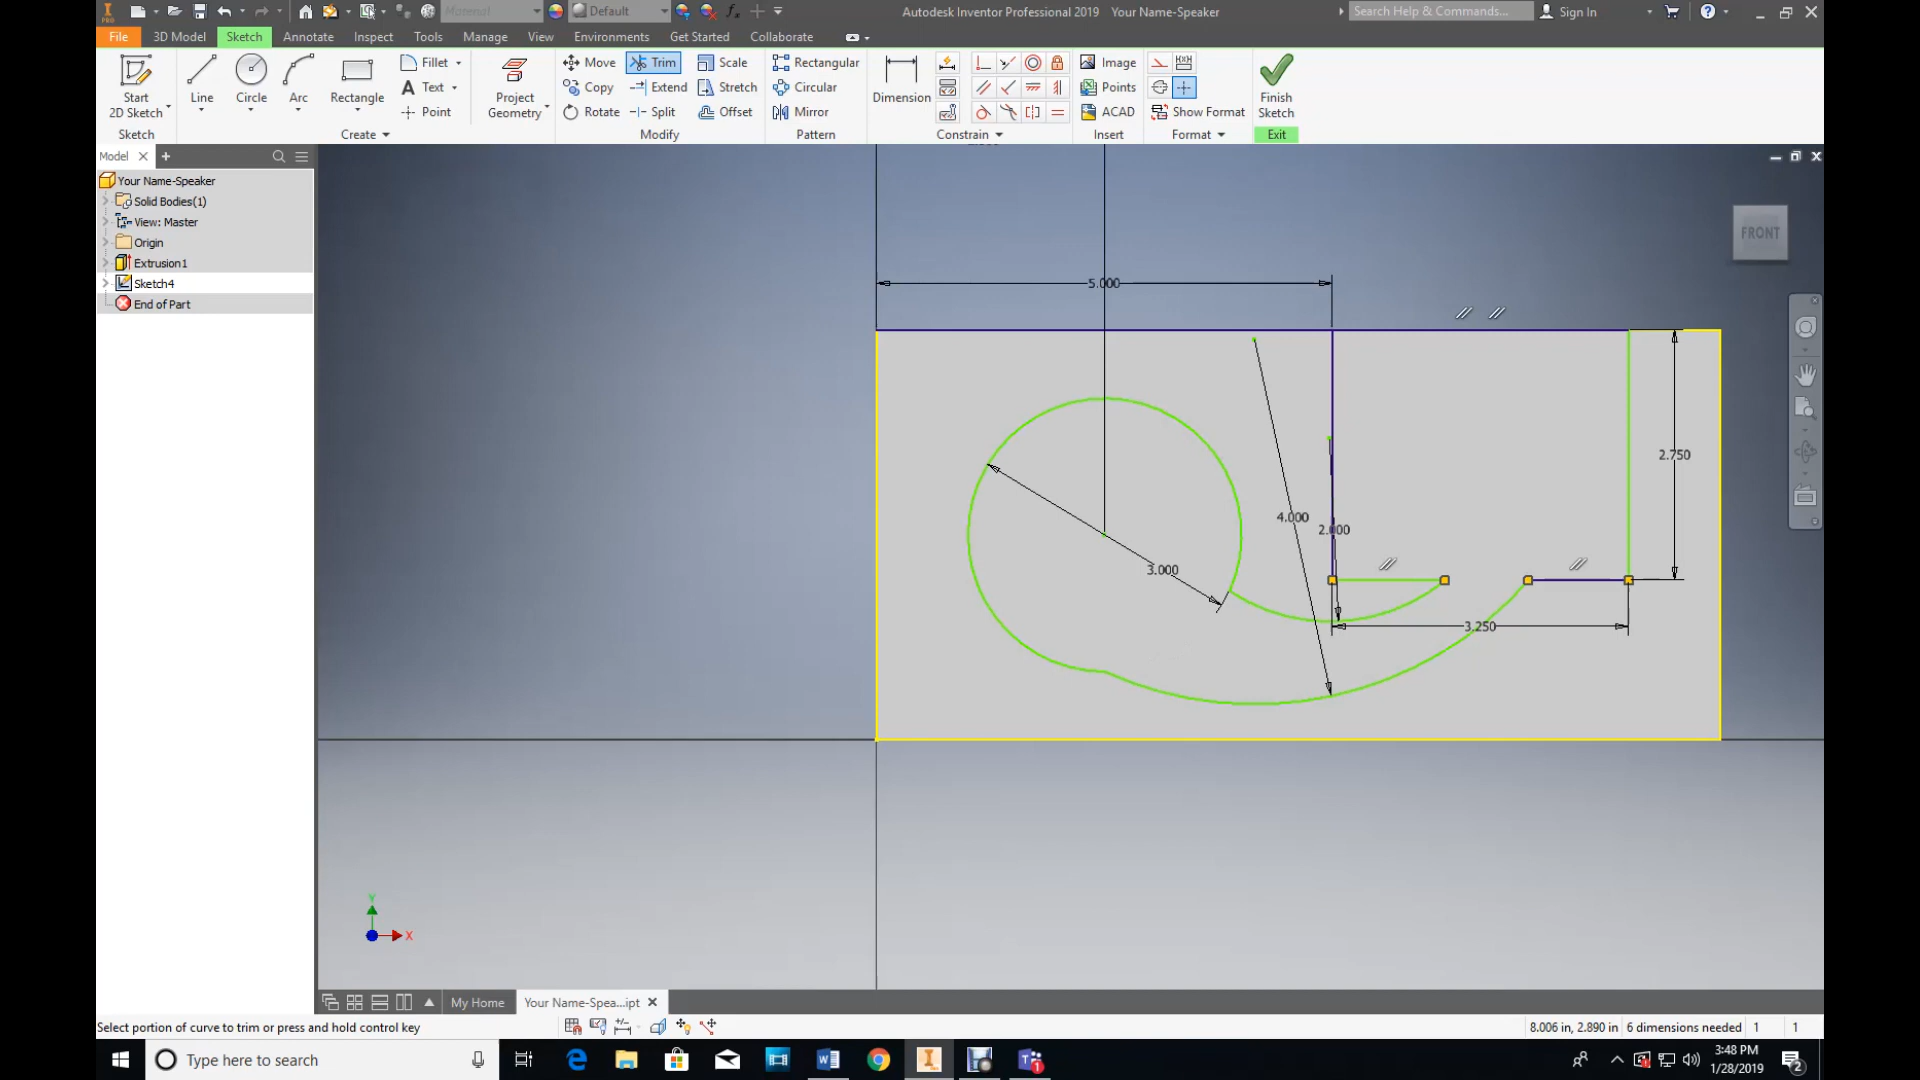 Material
Default
Autodesk Inventor Professional 2019 Your Name-Speaker
Search Help & Commands...
Sign In
File 3D Model Sketch Annotate Inspect Tools Manage View Environments Get Started Collaborate
Start
2D Sketch
Line
Circle
Arc
Rectangle
Fillet
Text
Point
Project
Geometry
Move
Copy
Rotate
Trim
Extend
Split
Scale
Stretch
Offset
Rectangular
Circular
Mirror
Dimension
Image
Points
ACAD
Show Format
Finish
Sketch
Sketch
Create
Modify
Pattern
Constrain
Insert
Format
Exit
Model
Your Name-Speaker
Solid Bodies(1)
View: Master
Origin
Extrusion1
Sketch4
End of Part
FRONT
5.000
2.750
4.000
2.000
3.000
3.250
Y
X
My Home
Your Name-Spea...ipt
Select portion of curve to trim or press and hold control key
8.006 in, 2.890 in 6 dimensions needed 1 1
Type here to search
3:48 PM
1/28/2019
2
1